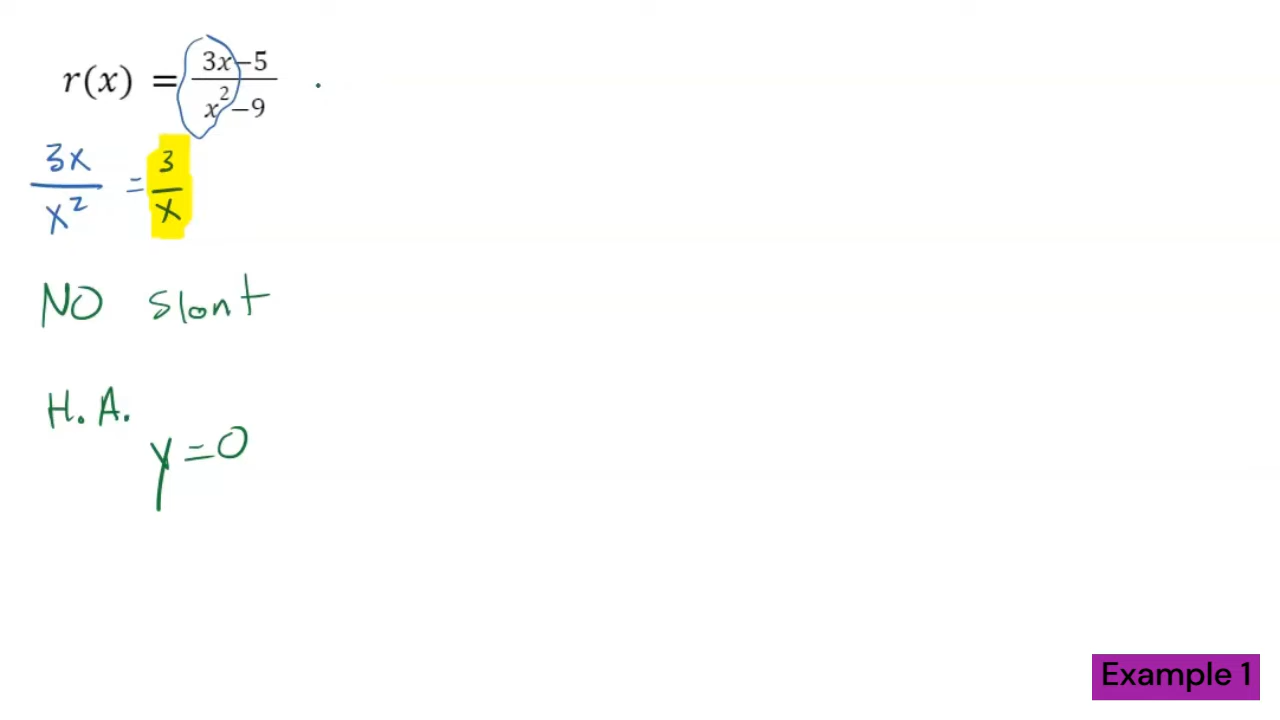 r(x) = 3x−5 / x² −9
3x / x² = 3 / x
NO slant
H. A.
y = 0
Example 1